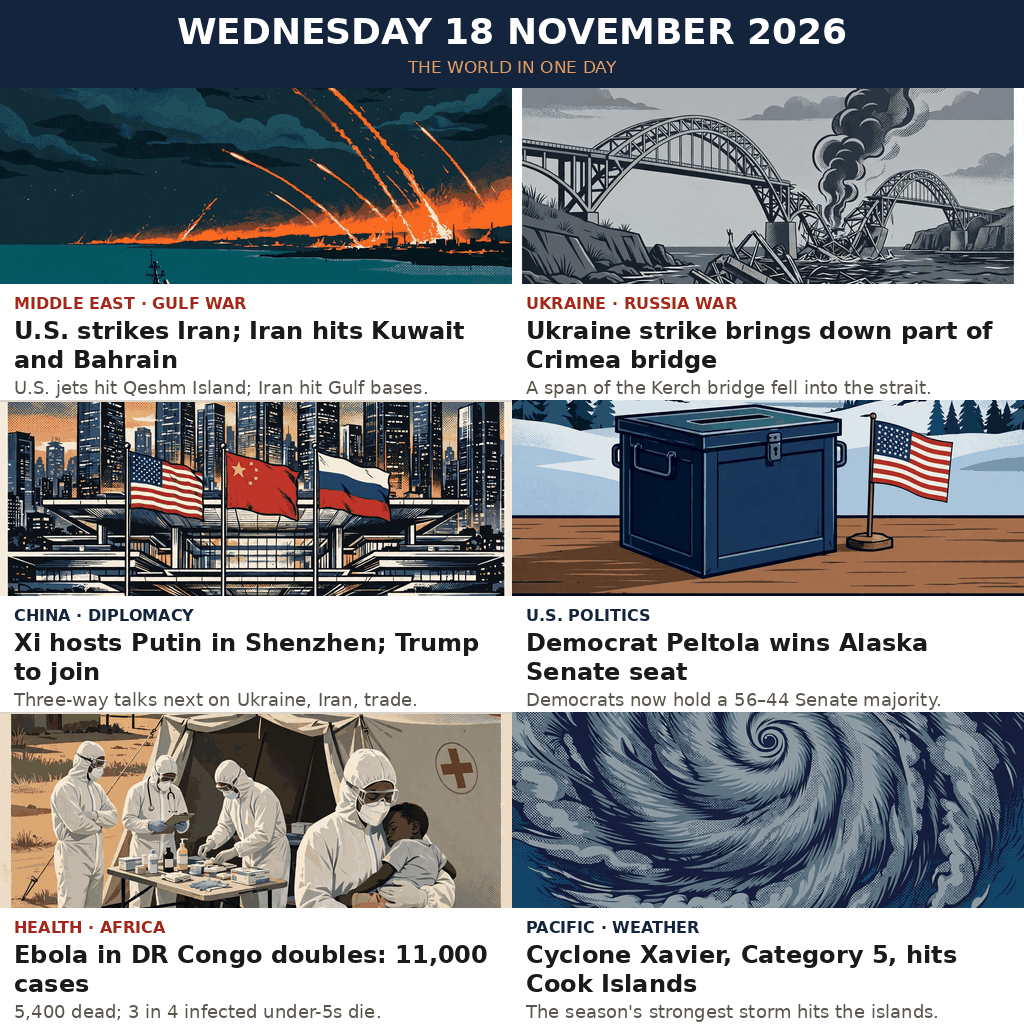 WEDNESDAY 18 NOVEMBER 2026
THE WORLD IN ONE DAY
MIDDLE EAST · GULF WAR
U.S. strikes Iran; Iran hits Kuwait
and Bahrain
U.S. jets hit Qeshm Island; Iran hit Gulf bases.
UKRAINE · RUSSIA WAR
Ukraine strike brings down part of
Crimea bridge
A span of the Kerch bridge fell into the strait.
CHINA · DIPLOMACY
Xi hosts Putin in Shenzhen; Trump
to join
Three-way talks next on Ukraine, Iran, trade.
U.S. POLITICS
Democrat Peltola wins Alaska
Senate seat
Democrats now hold a 56–44 Senate majority.
HEALTH · AFRICA
Ebola in DR Congo doubles: 11,000
cases
5,400 dead; 3 in 4 infected under-5s die.
PACIFIC · WEATHER
Cyclone Xavier, Category 5, hits
Cook Islands
The season's strongest storm hits the islands.